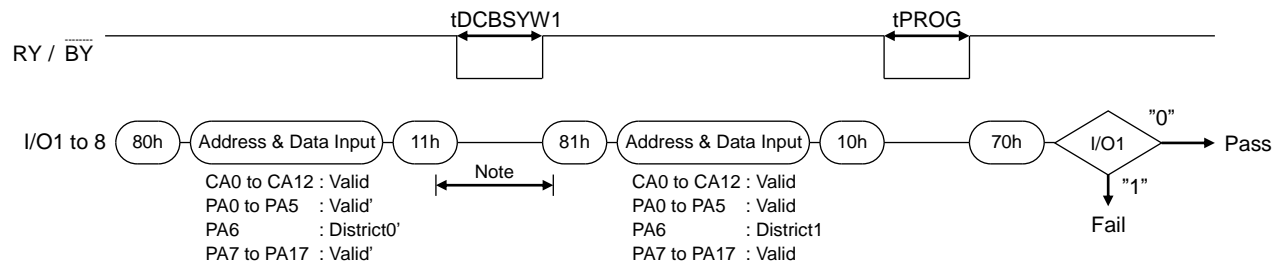 tDCBSYW1
tPROG
RY / BY
I/O1 to 8
80h
Address & Data Input
11h
81h
Address & Data Input
10h
70h
I/O1
"0"
Pass
"1"
Fail
Note
CA0 to CA12 : Valid
PA0 to PA5 : Valid'
PA6 : District0'
PA7 to PA17 : Valid'
CA0 to CA12 : Valid
PA0 to PA5 : Valid
PA6 : District1
PA7 to PA17 : Valid